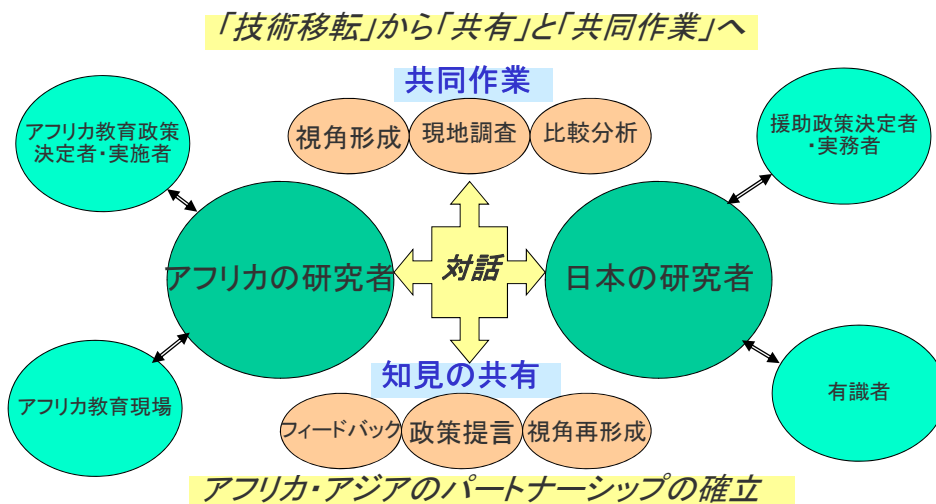 「技術移転」から「共有」と「共同作業」へ
共同作業
視角形成
現地調査
比較分析
アフリカ教育政策
決定者・実施者
援助政策決定者
・実務者
アフリカの研究者
対話
日本の研究者
知見の共有
アフリカ教育現場
有識者
フィードバック
政策提言
視角再形成
アフリカ・アジアのパートナーシップの確立